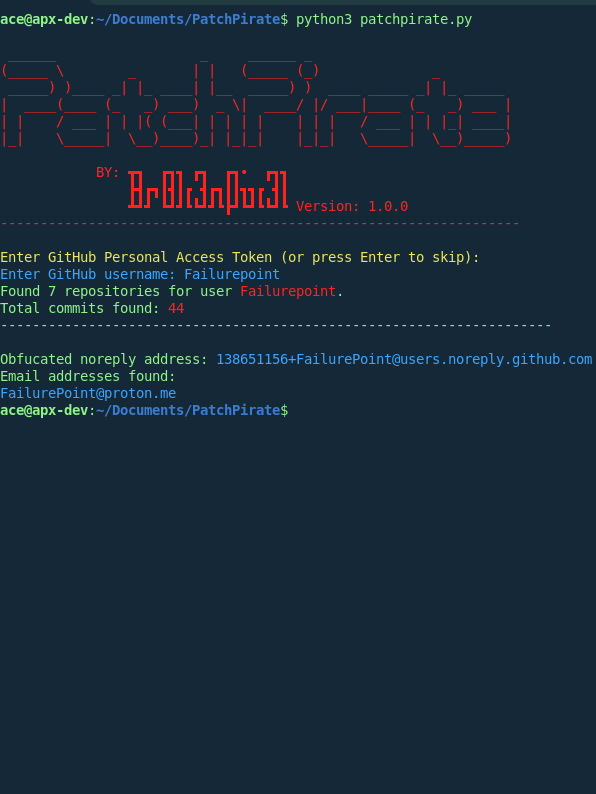 ace@apx-dev:~/Documents/PatchPirate$ python3 patchpirate.py
PatchPirate
BY: Failurepoint
Version: 1.0.0
------------------------------------------------------------------
Enter GitHub Personal Access Token (or press Enter to skip):
Enter GitHub username: Failurepoint
Found 7 repositories for user Failurepoint.
Total commits found: 44
---------------------------------------------------------------------
Obfucated noreply address: 138651156+FailurePoint@users.noreply.github.com
Email addresses found:
FailurePoint@proton.me
ace@apx-dev:~/Documents/PatchPirate$